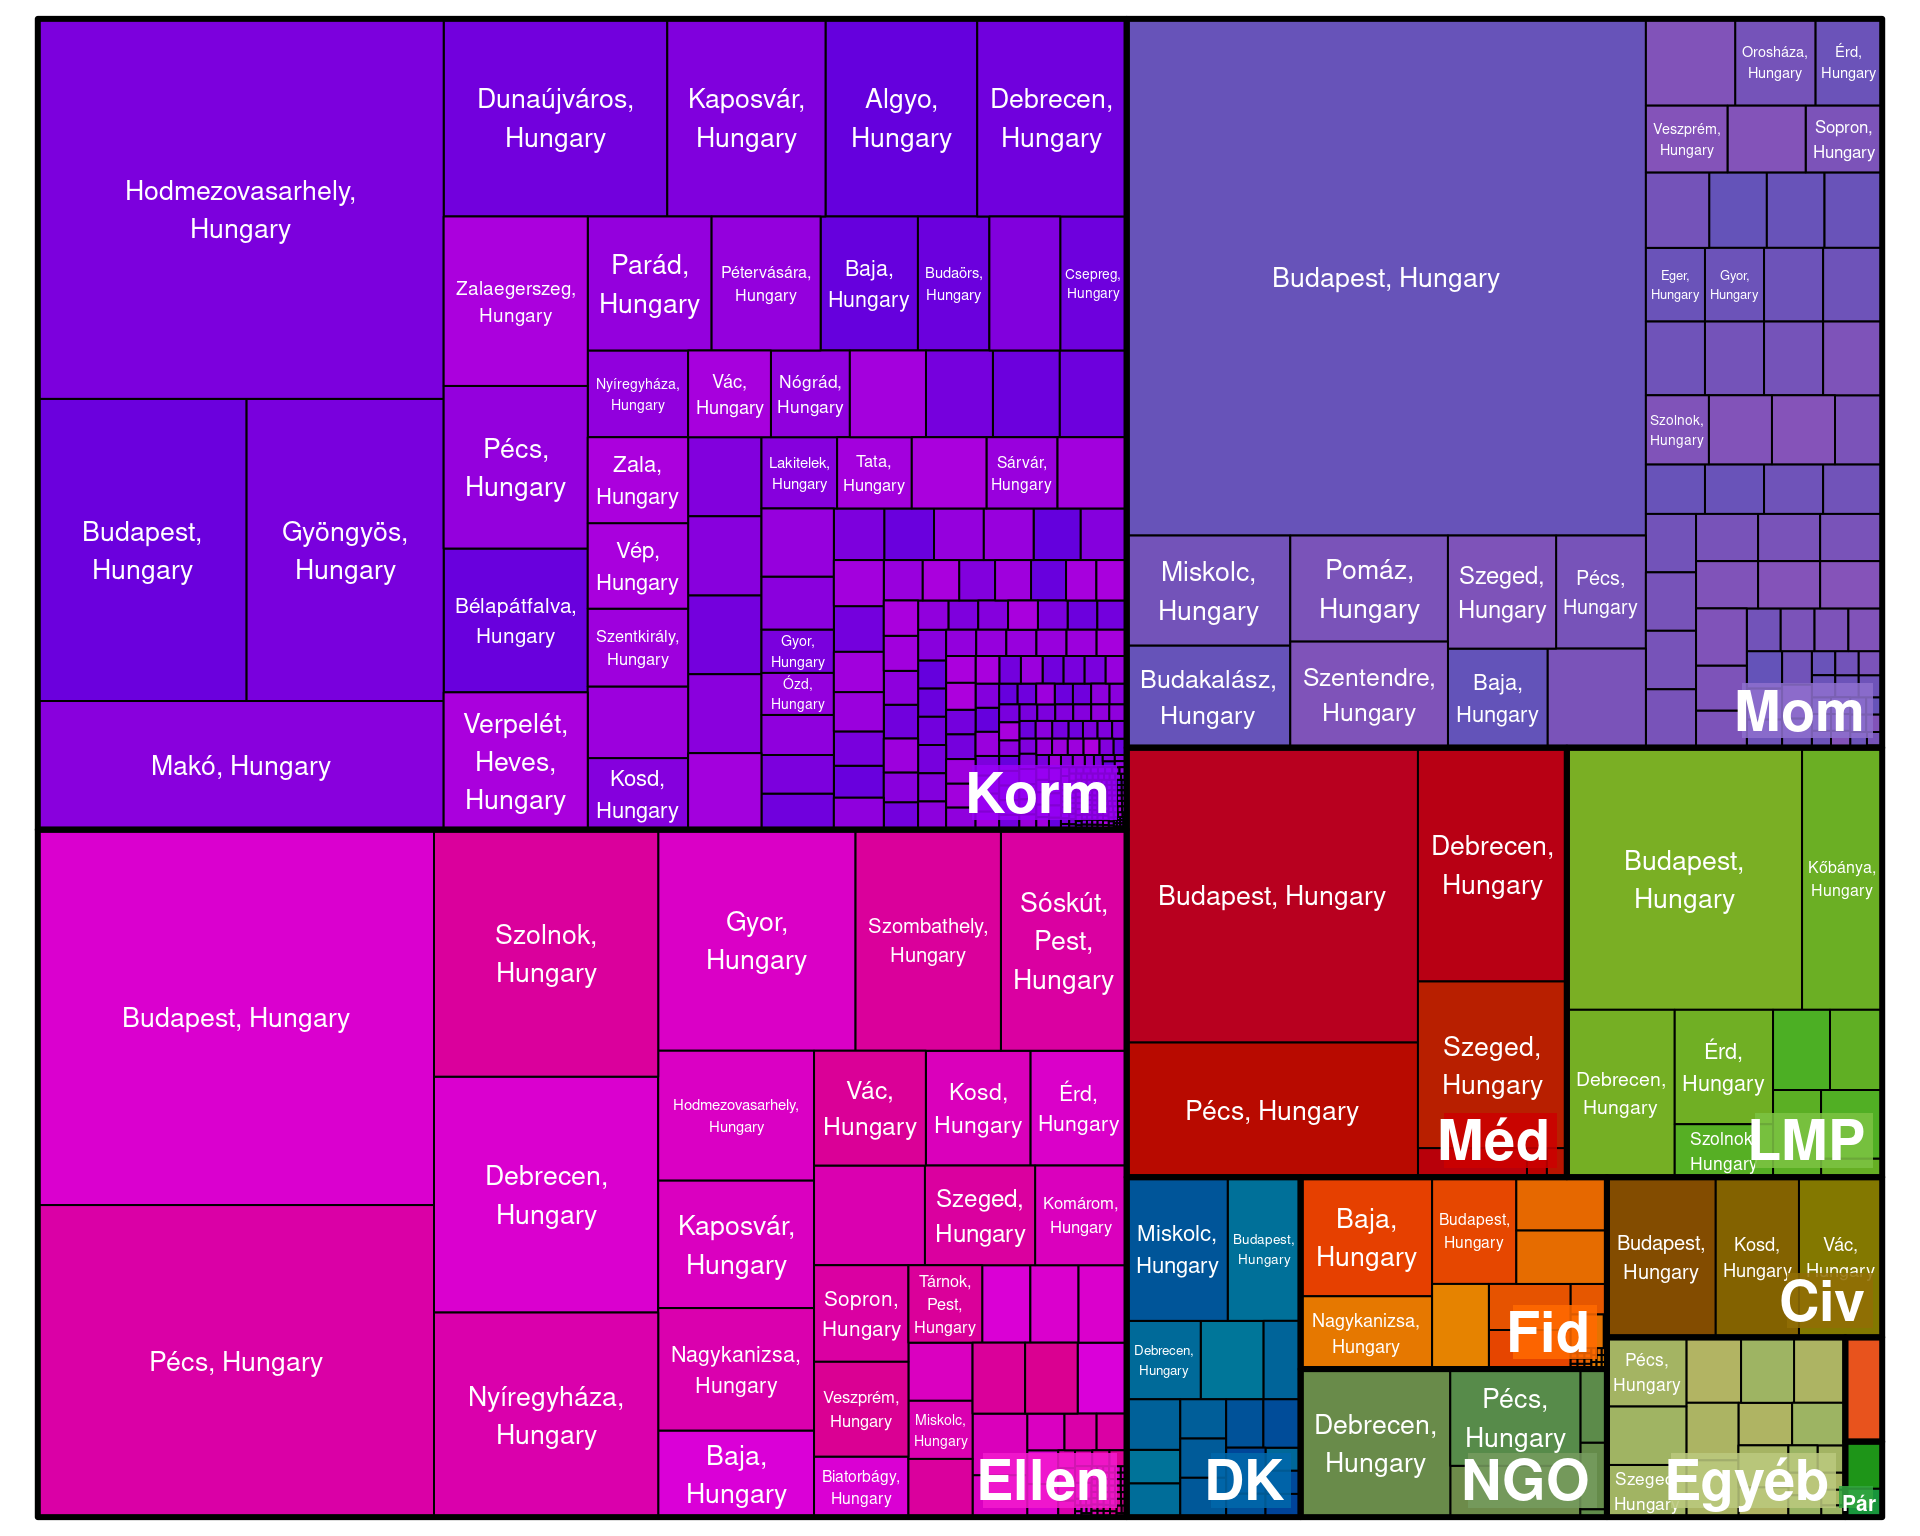 Hodmezovasarhely,
Hungary
Budapest,
Hungary
Gyöngyös,
Hungary
Makó, Hungary
Dunaújváros,
Hungary
Kaposvár,
Hungary
Algyo,
Hungary
Debrecen,
Hungary
Zalaegerszeg,
Hungary
Pécs,
Hungary
Bélapátfalva,
Hungary
Verpelét,
Heves,
Hungary
Parád,
Hungary
Pétervására,
Hungary
Baja,
Hungary
Budaörs,
Hungary
Csepreg,
Hungary
Nyíregyháza,
Hungary
Vác,
Hungary
Nógrád,
Hungary
Zala,
Hungary
Vép,
Hungary
Szentkirály,
Hungary
Kosd,
Hungary
Lakitelek,
Hungary
Tata,
Hungary
Sárvár,
Hungary
Gyor,
Hungary
Ózd,
Hungary
Korm
Budapest, Hungary
Orosháza,
Hungary
Érd,
Hungary
Veszprém,
Hungary
Sopron,
Hungary
Eger,
Hungary
Gyor,
Hungary
Szolnok,
Hungary
Miskolc,
Hungary
Pomáz,
Hungary
Szeged,
Hungary
Pécs,
Hungary
Budakalász,
Hungary
Szentendre,
Hungary
Baja,
Hungary
Mom
Budapest, Hungary
Pécs, Hungary
Szolnok,
Hungary
Debrecen,
Hungary
Nyíregyháza,
Hungary
Gyor,
Hungary
Szombathely,
Hungary
Sóskút,
Pest,
Hungary
Hodmezovasarhely,
Hungary
Vác,
Hungary
Kosd,
Hungary
Érd,
Hungary
Kaposvár,
Hungary
Szeged,
Hungary
Komárom,
Hungary
Nagykanizsa,
Hungary
Sopron,
Hungary
Tárnok,
Pest,
Hungary
Veszprém,
Hungary
Miskolc,
Hungary
Baja,
Hungary
Biatorbágy,
Hungary
Ellen
Budapest, Hungary
Pécs, Hungary
Debrecen,
Hungary
Szeged,
Hungary
Méd
Budapest,
Hungary
Kőbánya,
Hungary
Debrecen,
Hungary
Érd,
Hungary
Szolnok,
Hungary
LMP
Miskolc,
Hungary
Budapest,
Hungary
Debrecen,
Hungary
DK
Baja,
Hungary
Budapest,
Hungary
Nagykanizsa,
Hungary
Fid
Debrecen,
Hungary
Pécs,
Hungary
NGO
Budapest,
Hungary
Kosd,
Hungary
Vác,
Hungary
Civ
Pécs,
Hungary
Szeged,
Hungary
Egyéb
Pár